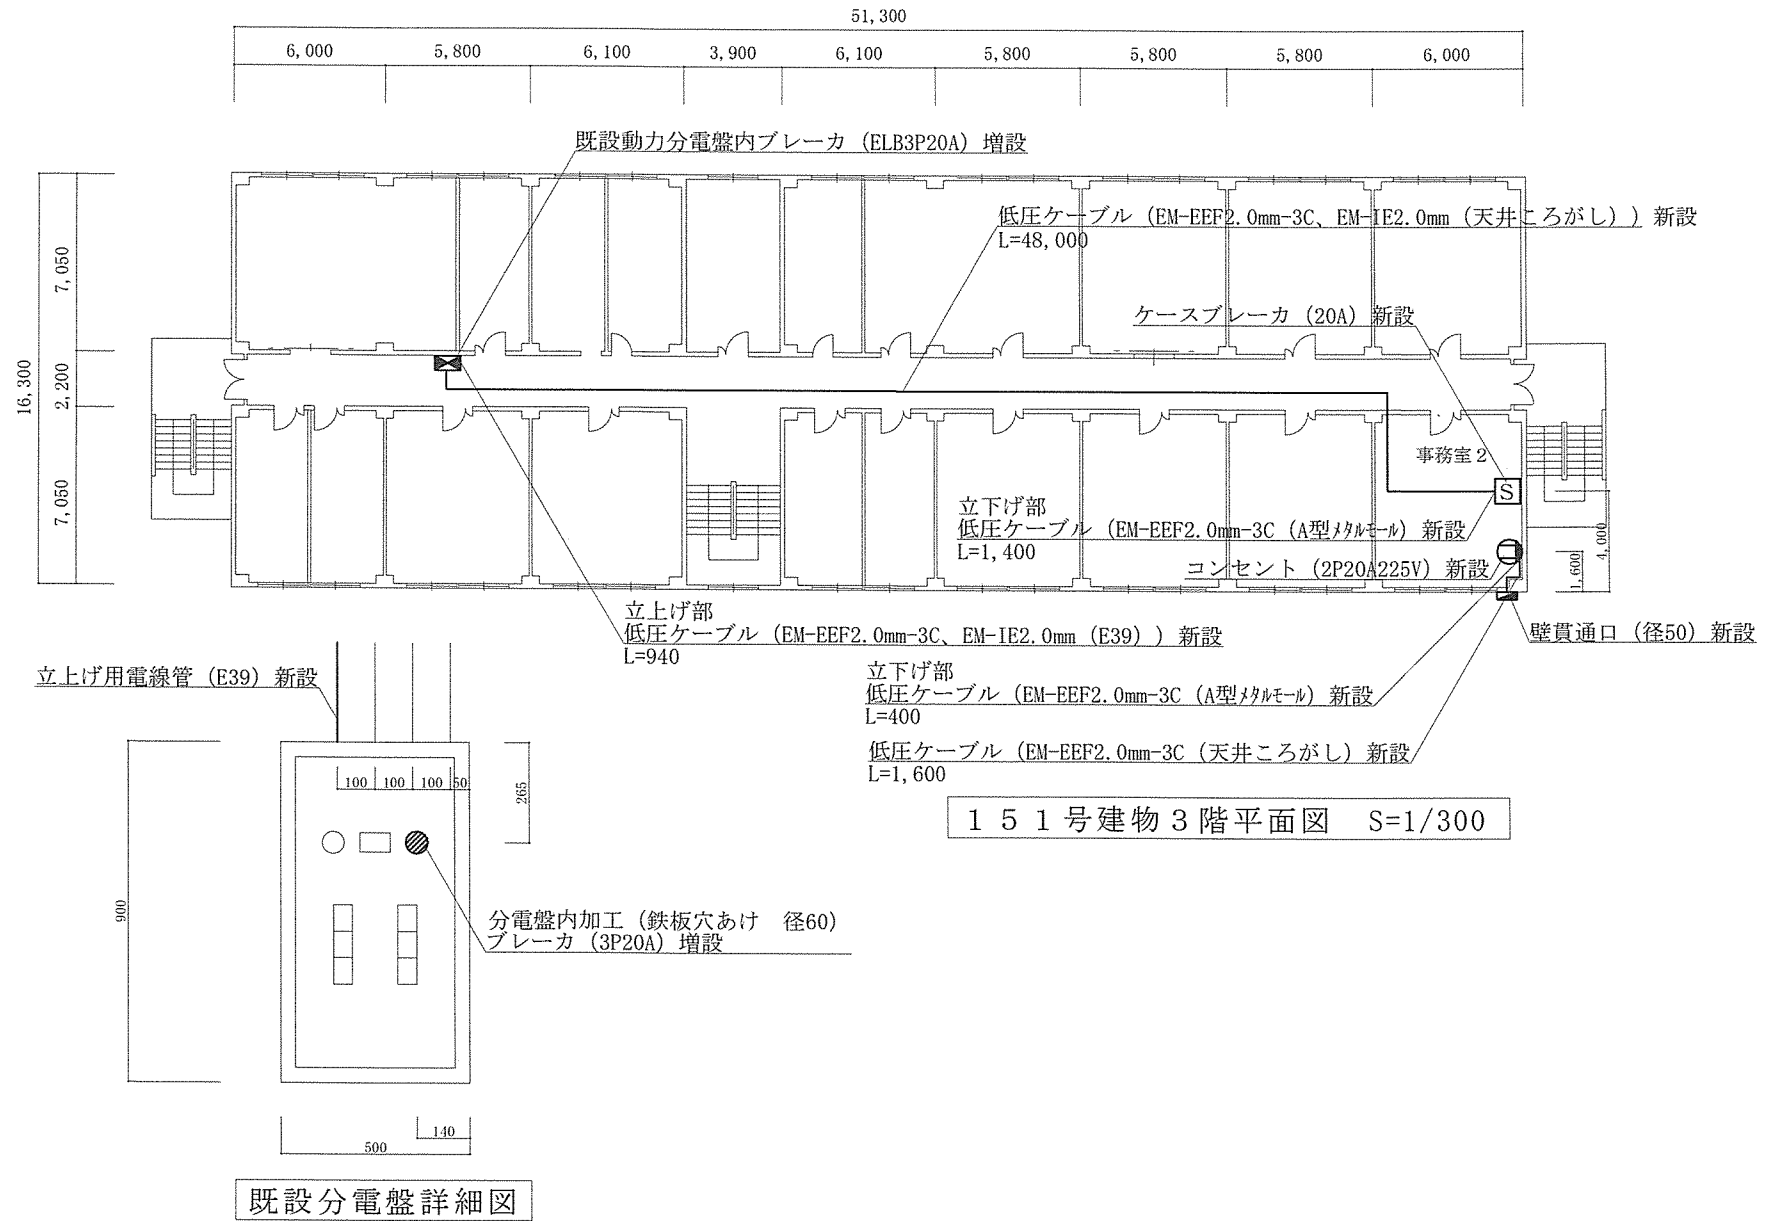 51,300
6,000
5,800
6,100
3,900
6,100
5,800
5,800
5,800
6,000
既設動力分電盤内ブレーカ（ELB3P20A）増設
低圧ケーブル（EM-EEF2.0mm-3C、EM-IE2.0mm（天井ころがし））新設
L=48,000
ケースブレーカ（20A）新設
16,300
7,050
2,200
7,050
事務室２
S
立下げ部
低圧ケーブル（EM-EEF2.0mm-3C（A型ﾒﾀﾙﾓｰﾙ）新設
L=1,400
コンセント（2P20A225V）新設
1,600
4,000
壁貫通口（径50）新設
立上げ部
低圧ケーブル（EM-EEF2.0mm-3C、EM-IE2.0mm（E39））新設
L=940
立下げ部
低圧ケーブル（EM-EEF2.0mm-3C（A型ﾒﾀﾙﾓｰﾙ）新設
L=400
低圧ケーブル（EM-EEF2.0mm-3C（天井ころがし）新設
L=1,600
１５１号建物３階平面図　S=1/300
立上げ用電線管（E39）新設
100
100
100
50
265
900
分電盤内加工（鉄板穴あけ　径60）
ブレーカ（3P20A）増設
140
500
既設分電盤詳細図